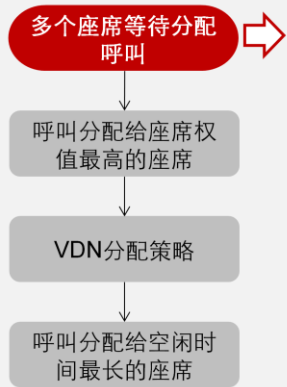 多个座席等待分配
呼叫
呼叫分配给座席权
值最高的座席
VDN分配策略
呼叫分配给空闲时
间最长的座席